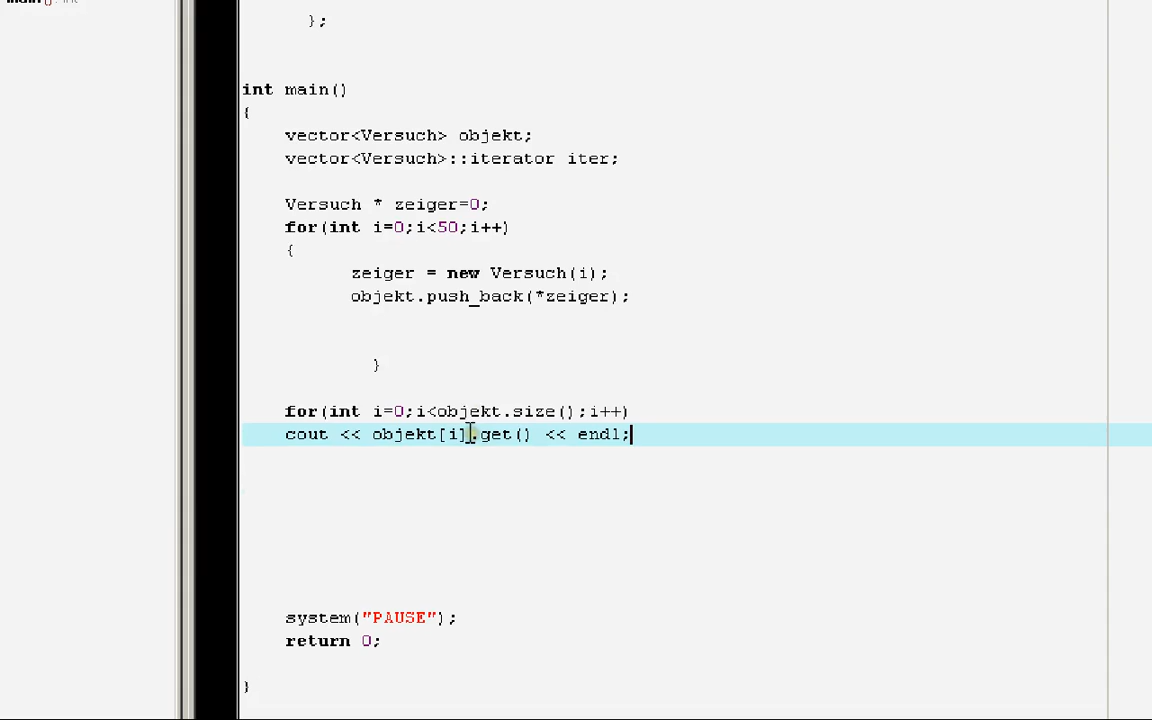 };
int main()
{
vector<Versuch> objekt;
vector<Versuch>::iterator iter;
Versuch * zeiger=0;
for(int i=0;i<50;i++)
{
zeiger = new Versuch(i);
objekt.push_back(*zeiger);
}
for(int i=0;i<objekt.size();i++)
cout << objekt[i].get() << endl;
system("PAUSE");
return 0;
}